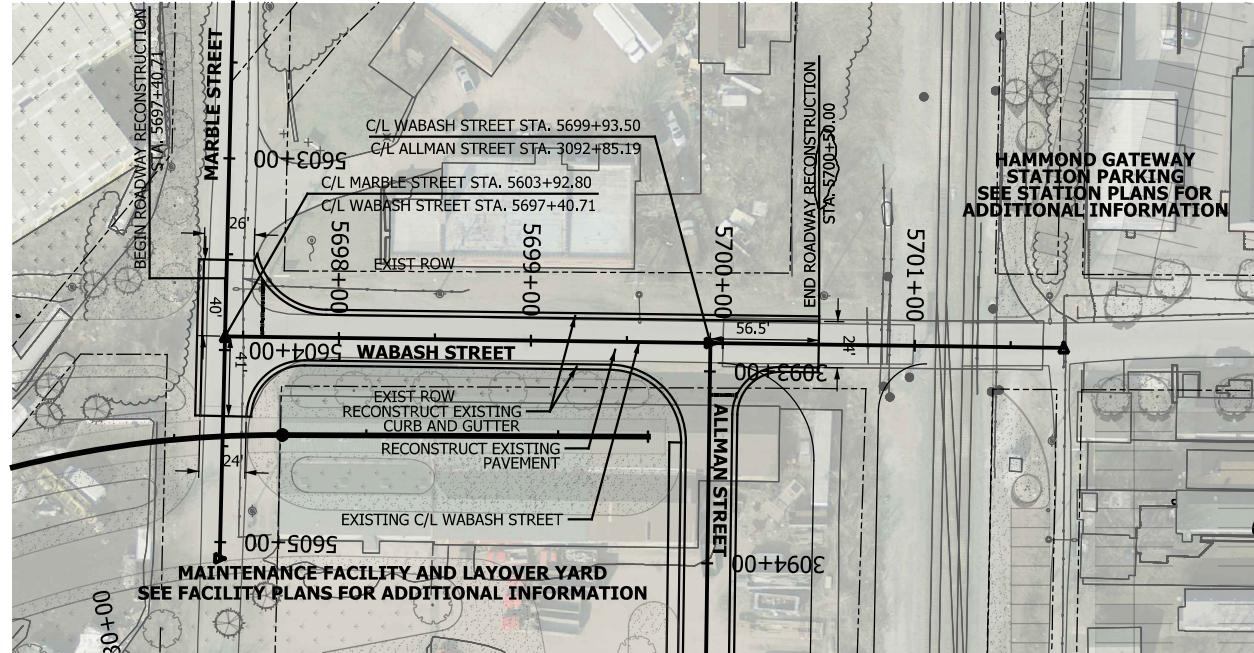 BEGIN ROADWAY RECONSTRUCTION
STA. 5697+40.71
MARBLE STREET
5603+00
C/L WABASH STREET STA. 5699+93.50
C/L ALLMAN STREET STA. 3092+85.19
C/L MARBLE STREET STA. 5603+92.80
C/L WABASH STREET STA. 5697+40.71
END ROADWAY RECONSTRUCTION
STA. 5700+50.00
HAMMOND GATEWAY
STATION PARKING
SEE STATION PLANS FOR
ADDITIONAL INFORMATION
26'
5698+00
5699+00
5700+00
5701+00
EXIST ROW
40'
41'
5604+00
WABASH STREET
56.5'
24'
3093+00
EXIST ROW
RECONSTRUCT EXISTING
CURB AND GUTTER
RECONSTRUCT EXISTING
PAVEMENT
24'
ALLMAN STREET
EXISTING C/L WABASH STREET
5605+00
3094+00
MAINTENANCE FACILITY AND LAYOVER YARD
SEE FACILITY PLANS FOR ADDITIONAL INFORMATION
30+00